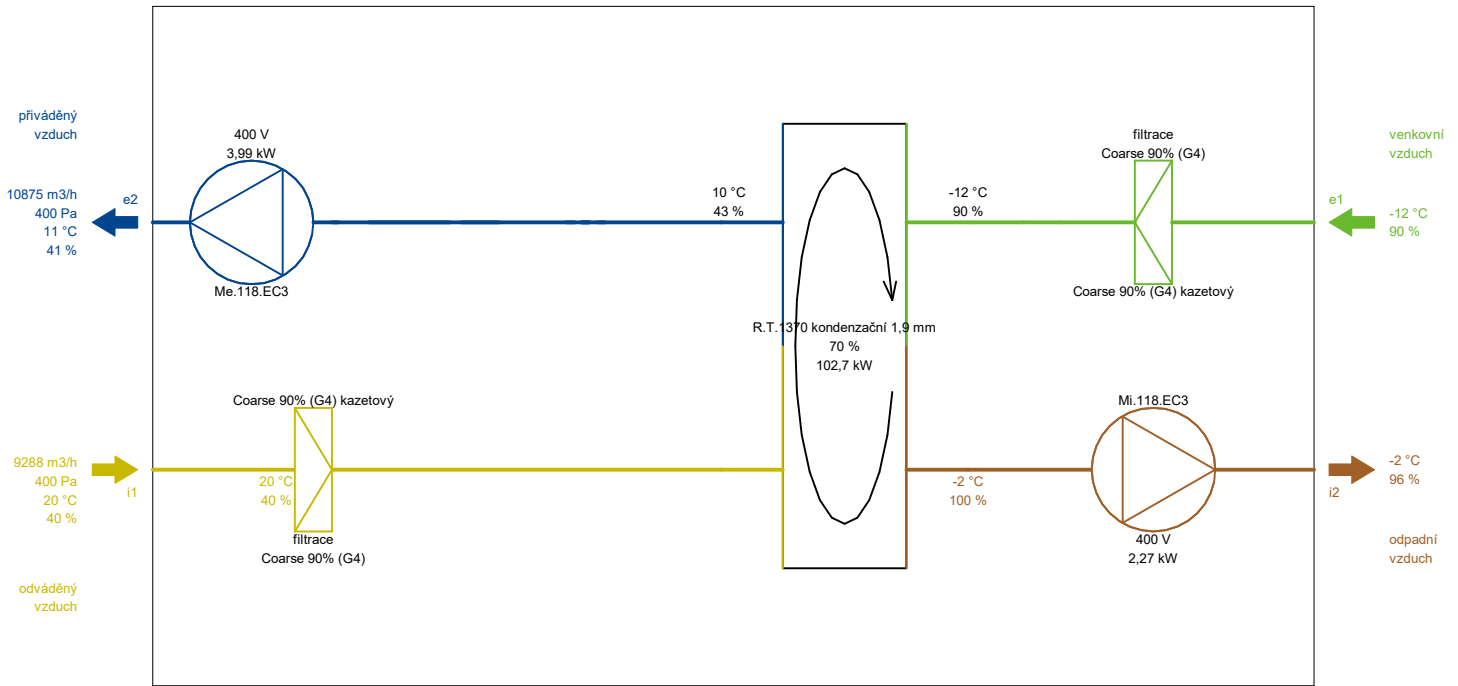 přiváděný
vzduch
10875 m3/h
400 Pa
11 °C
41 %
e2
400 V
3,99 kW
Me.118.EC3
10 °C
43 %
-12 °C
90 %
filtrace
Coarse 90% (G4)
Coarse 90% (G4) kazetový
venkovní
vzduch
e1
-12 °C
90 %
R.T.1370 kondenzační 1,9 mm
70 %
102,7 kW
9288 m3/h
400 Pa
20 °C
40 %
i1
Coarse 90% (G4) kazetový
20 °C
40 %
filtrace
Coarse 90% (G4)
odváděný
vzduch
-2 °C
100 %
Mi.118.EC3
400 V
2,27 kW
-2 °C
96 %
i2
odpadní
vzduch